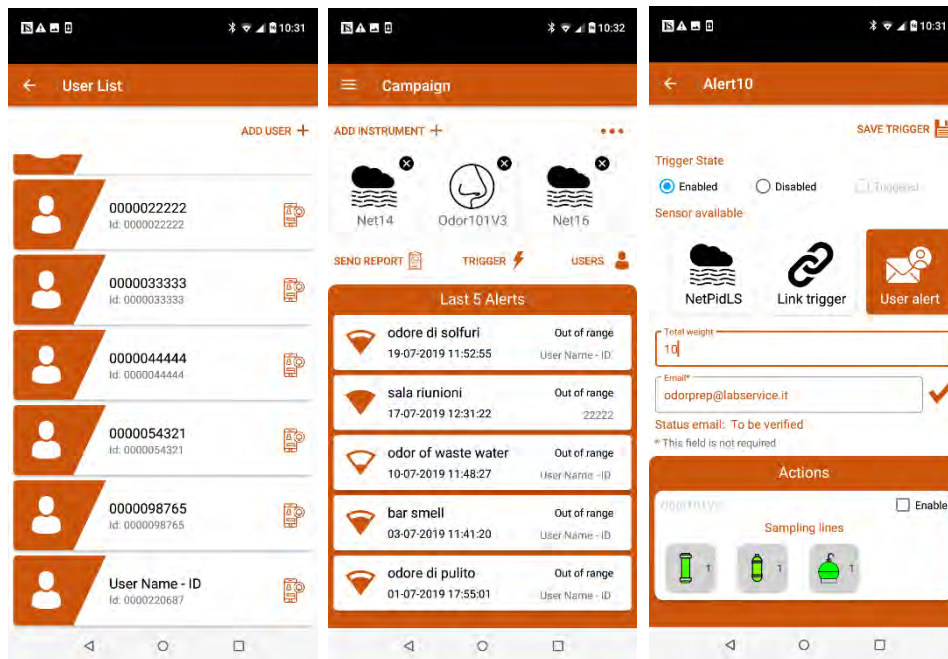 10:31
User List
ADD USER +
0000022222
Id: 0000022222
0000033333
Id: 0000033333
0000044444
Id: 0000044444
0000054321
Id: 0000054321
0000098765
Id: 0000098765
User Name - ID
Id: 0000220687
10:32
Campaign
ADD INSTRUMENT +
Net14
Odor101V3
Net16
SEND REPORT
TRIGGER
USERS
Last 5 Alerts
odore di solfuri Out of range
19-07-2019 11:52:55 User Name - ID
sala riunioni Out of range
17-07-2019 12:31:22 22222
odor of waste water Out of range
10-07-2019 11:48:27 User Name - ID
bar smell Out of range
03-07-2019 11:41:20 User Name - ID
odore di pulito Out of range
01-07-2019 17:55:01 User Name - ID
10:31
Alert10
SAVE TRIGGER
Trigger State
Enabled Disabled Triggered
Sensor available
NetPidLS
Link trigger
User alert
Total weight
10
Email*
odorprep@labservice.it
Status email: To be verified
* This field is not required
Actions
Enable
Sampling lines
1 1 1